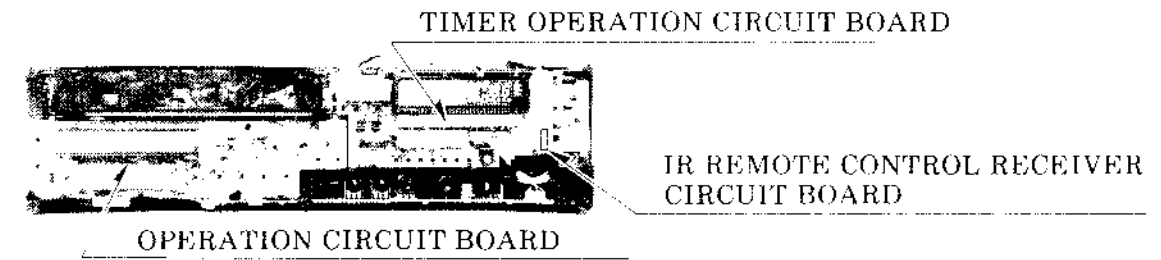 TIMER OPERATION CIRCUIT BOARD
IR REMOTE CONTROL RECEIVER
CIRCUIT BOARD
OPERATION CIRCUIT BOARD